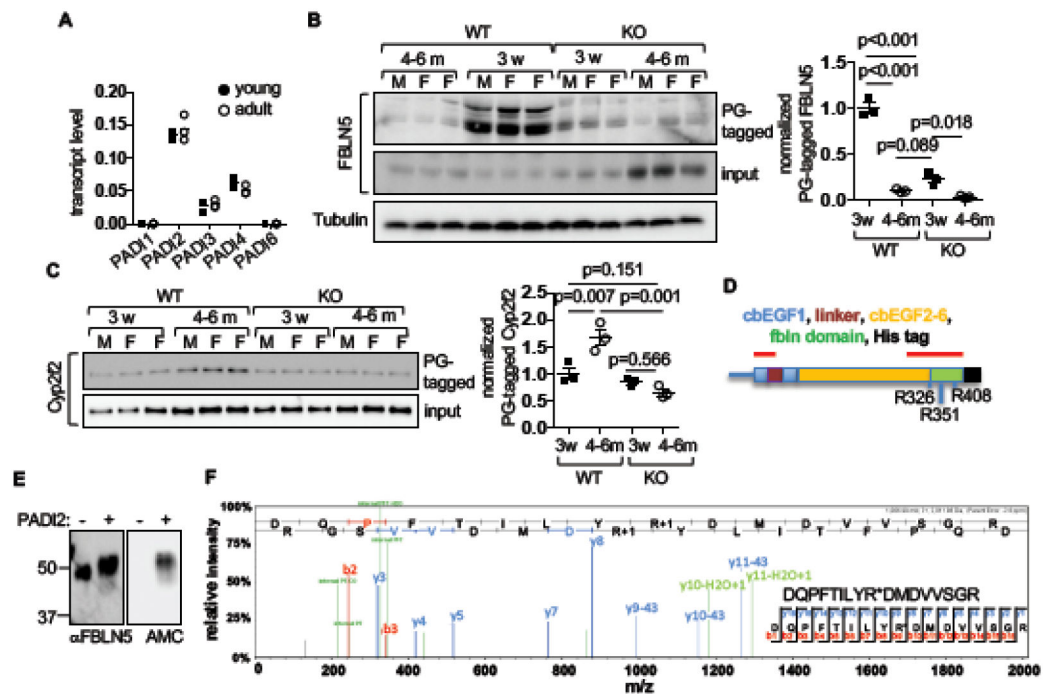 A
young
adult
transcript level
0.20
0.15
0.10
0.05
0.00
PADI1
PADI2
PADI3
PADI4
PADI6
B
WT KO
4-6 m 3 w 3 w 4-6 m
M F F M F F M F F M F F
FBLN5
PG-
tagged
input
Tubulin
normalized
PG-tagged FBLN5
p<0.001
p<0.001
p=0.018
p=0.089
1.5
1.0
0.5
0.0
3w 4-6m 3w 4-6m
WT KO
C
WT KO
3 w 4-6 m 3 w 4-6 m
M F F M F F M F F M F F
Cyp2f2
PG-
tagged
input
normalized
PG-tagged Cyp2f2
p=0.151
p=0.007 p=0.001
p=0.566
2.5
2.0
1.5
1.0
0.5
0.0
3w 4-6m 3w 4-6m
WT KO
D
cbEGF1, linker, cbEGF2-6,
fbln domain, His tag
R326
R408
R351
E
PADI2: - + - +
50
37
αFBLN5 AMC
F
relative intensity
100%
75%
50%
25%
0%
D Q P F T I L Y R+1 D M D V V S G R
R G S V V D M D R+1 Y L I T F P Q D
b2
b3
y3
y4
y5
y7
y8
y9-43
y10-43
y10-H2O+1
y11-43
y11-H2O+1
DQPFTILYR*DMDVVSGR
D Q P F T I L Y R* D M D V V S G R
0 200 400 600 800 1000 1200 1400 1600 1800 2000
m/z